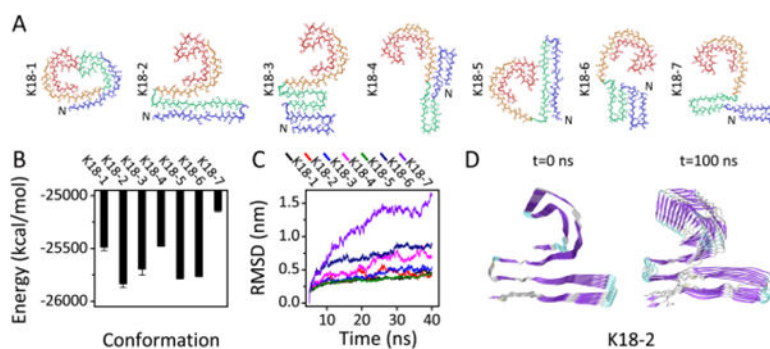 A
K18-1
K18-2
K18-3
K18-4
K18-5
K18-6
K18-7
N
N
N
N
N
N
N
B
K18-1
K18-2
K18-3
K18-4
K18-5
K18-6
K18-7
Energy (kcal/mol)
-25000
-25500
-26000
Conformation
C
K18-1
K18-2
K18-3
K18-4
K18-5
K18-6
K18-7
RMSD (nm)
1.5
1.0
0.5
0.0
10 20 30 40
Time (ns)
D
t=0 ns
t=100 ns
K18-2